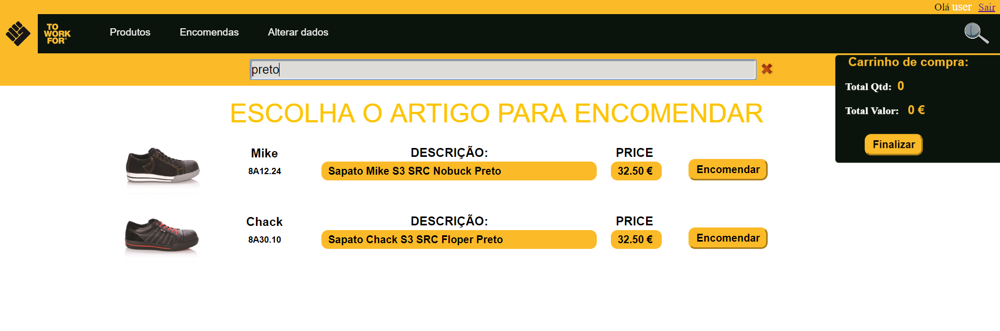 Olá user Sair
TO
WORK
FOR®
Produtos Encomendas Alterar dados
preto
Carrinho de compra:
Total Qtd: 0
Total Valor: 0 €
Finalizar
ESCOLHA O ARTIGO PARA ENCOMENDAR
Mike DESCRIÇÃO: PRICE
8A12.24 Sapato Mike S3 SRC Nobuck Preto 32.50 € Encomendar
Chack DESCRIÇÃO: PRICE
8A30.10 Sapato Chack S3 SRC Floper Preto 32.50 € Encomendar